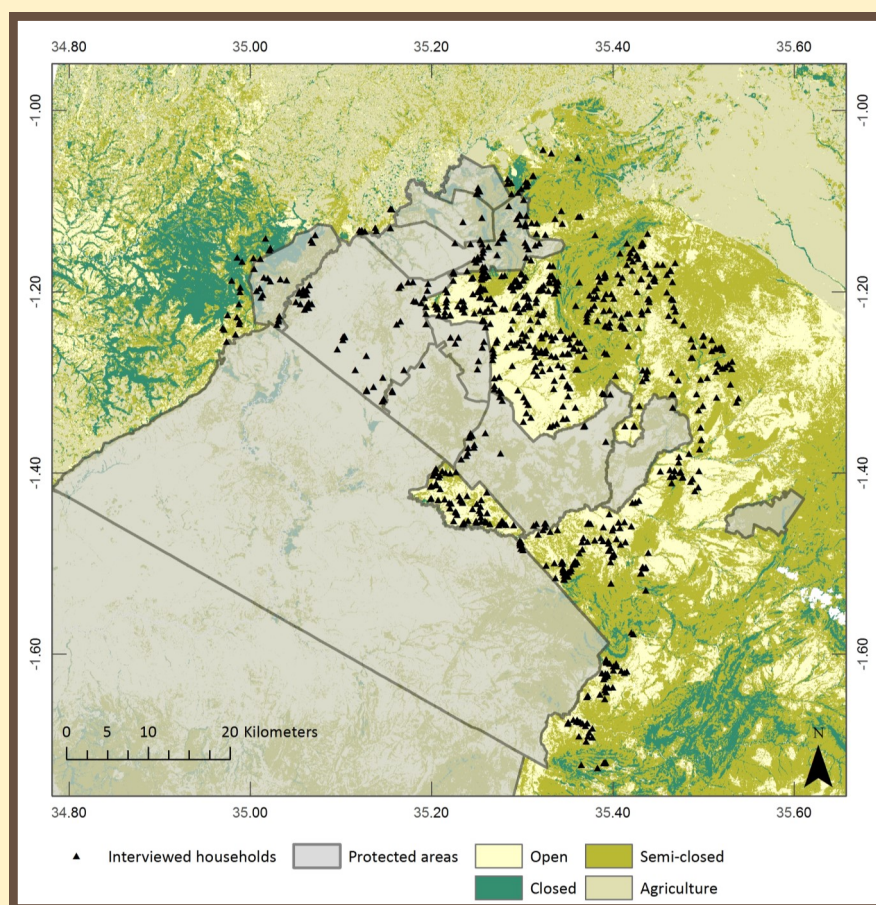 34.80 35.00 35.20 35.40 35.60
-1.00 -1.00
-1.20 -1.20
-1.40 -1.40
-1.60 -1.60
0 5 10 20 Kilometers
N
34.80 35.00 35.20 35.40 35.60
Interviewed households Protected areas Open Semi-closed
Closed Agriculture